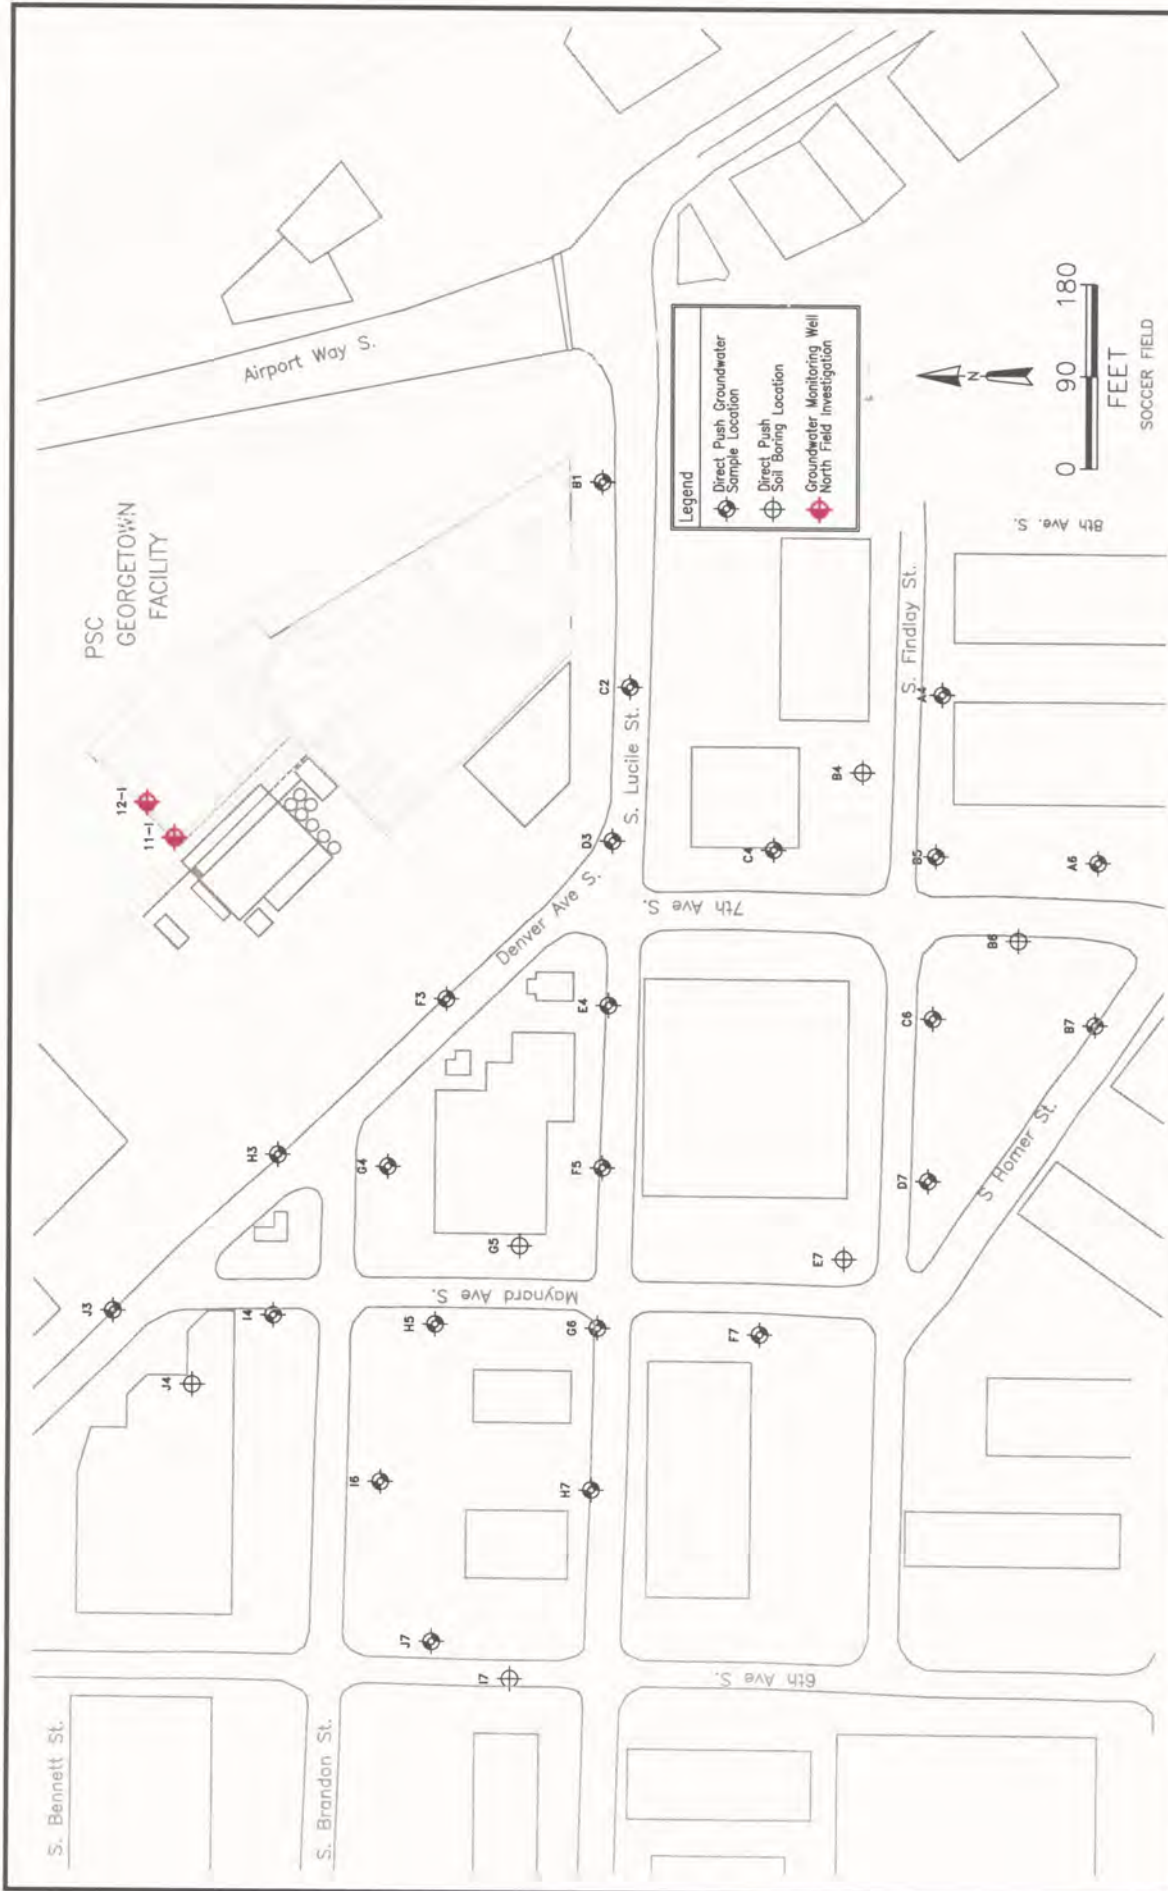 S. Bennett St.
S. Brandon St.
PSC
GEORGETOWN
FACILITY
12-I
11-I
Airport Way S.
J3
J4
I4
H3
F3
Denver Ave S.
D3
C2
B1
G4
G5
F5
E4
S. Lucile St.
I6
H5
H7
G6
J7
I7
Maynard Ave S.
7th Ave S.
6th Ave S.
F7
E7
C4
B4
S. Findlay St.
A4
B5
A6
B6
C6
B7
D7
S Homer St.
8th Ave. S.
Legend
Direct Push Groundwater
Sample Location
Direct Push
Soil Boring Location
Groundwater Monitoring Well
North Field Investigation
N
0 90 180
FEET
SOCCER FIELD